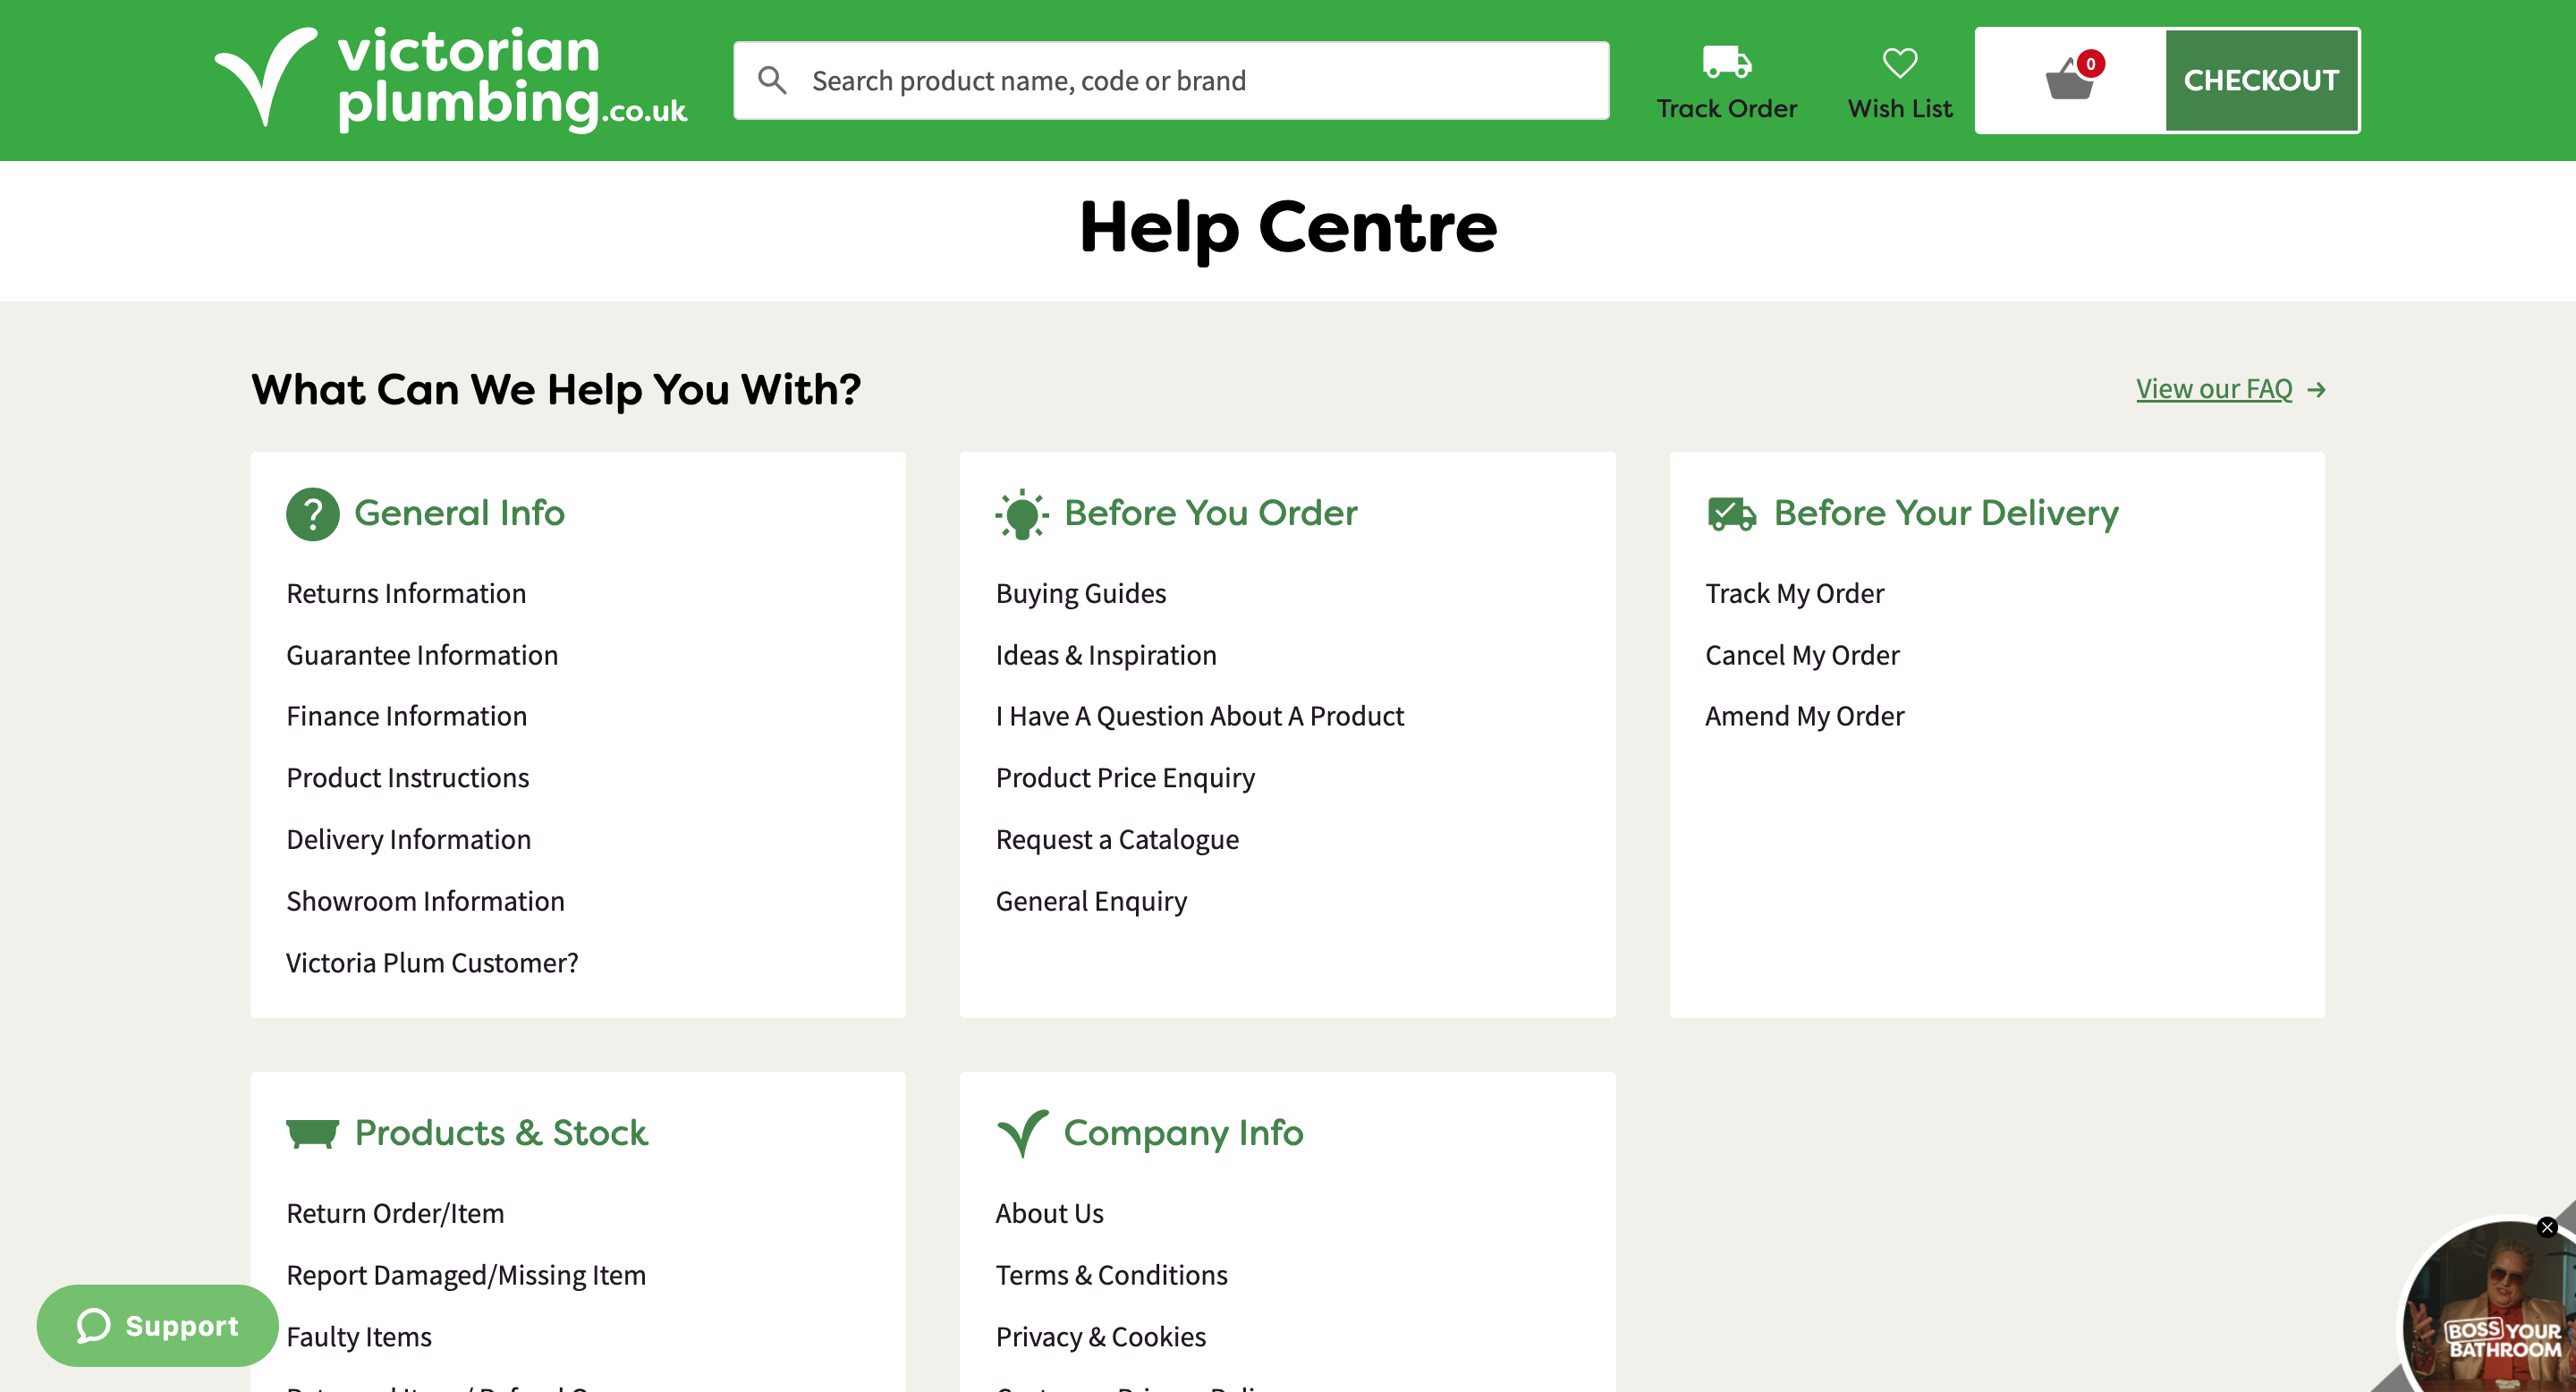 victorian
plumbing.co.uk
Search product name, code or brand
Track Order
Wish List
0
CHECKOUT
Help Centre
What Can We Help You With?
View our FAQ
? General Info
Returns Information
Guarantee Information
Finance Information
Product Instructions
Delivery Information
Showroom Information
Victoria Plum Customer?
Before You Order
Buying Guides
Ideas & Inspiration
I Have A Question About A Product
Product Price Enquiry
Request a Catalogue
General Enquiry
Before Your Delivery
Track My Order
Cancel My Order
Amend My Order
Products & Stock
Return Order/Item
Report Damaged/Missing Item
Faulty Items
Company Info
About Us
Terms & Conditions
Privacy & Cookies
Support
BOSS YOUR
BATHROOM